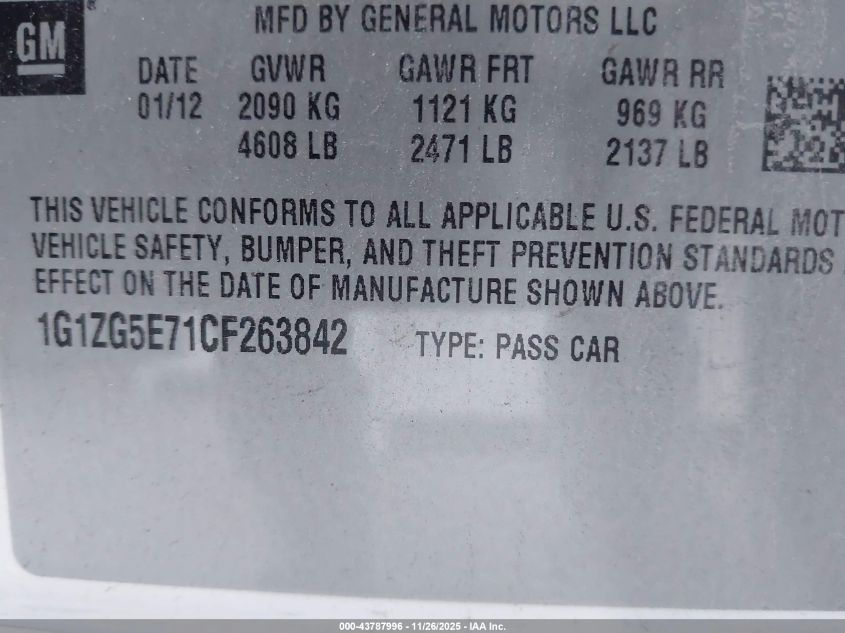 GM ®
MFD BY GENERAL MOTORS LLC
DATE GVWR GAWR FRT GAWR RR
01/12 2090 KG 1121 KG 969 KG
4608 LB 2471 LB 2137 LB
THIS VEHICLE CONFORMS TO ALL APPLICABLE U.S. FEDERAL MOT
VEHICLE SAFETY, BUMPER, AND THEFT PREVENTION STANDARDS
EFFECT ON THE DATE OF MANUFACTURE SHOWN ABOVE.
1G1ZG5E71CF263842 TYPE: PASS CAR
000-43787996 - 11/26/2025 - IAA Inc.